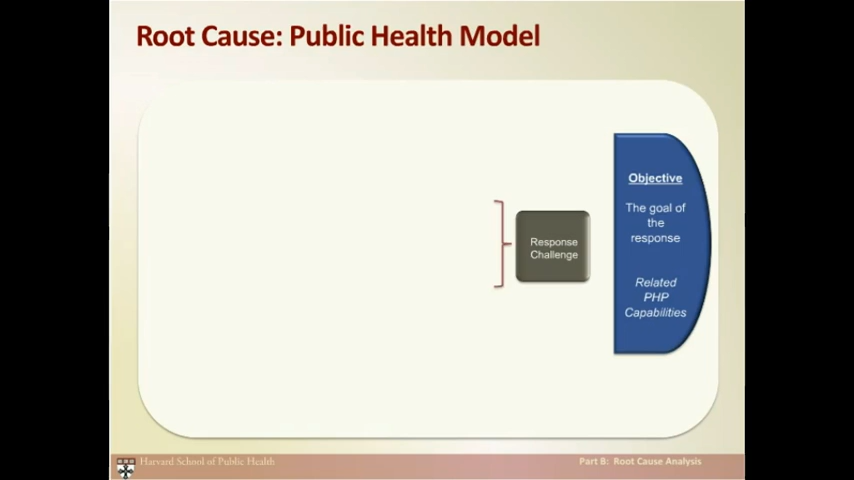 Root Cause: Public Health Model
Objective
The goal of
the
response
Response
Challenge
Related
PHP
Capabilities
Harvard School of Public Health
Part B: Root Cause Analysis